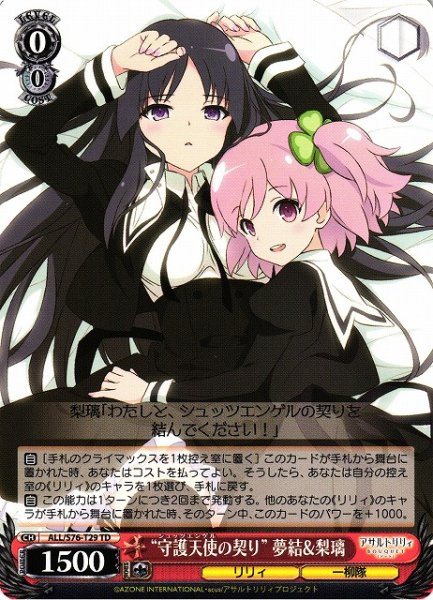 LEVEL
0
0
COST
梨璃「わたしと、シュッツエンゲルの契りを
結んでください！」
自【[手札のクライマックスを1枚控え室に置く] このカードが手札から舞台に
置かれた時、あなたはコストを払ってよい。そうしたら、あなたは自分の控え
室の《リリィ》のキャラを1枚選び、手札に戻す。
自 この能力は1ターンにつき2回まで発動する。他のあなたの《リリィ》のキャ
ラが手札から舞台に置かれた時、そのターン中、このカードのパワーを＋1000。
CH ALL/S76-T29 TD
シュッツエンゲル
1500 “守護天使の契り” 夢結&梨璃
アサルトリリィ
BOUQUET
リリィ 一柳隊
©AZONE INTERNATIONAL・acus/アサルトリリィプロジェクト